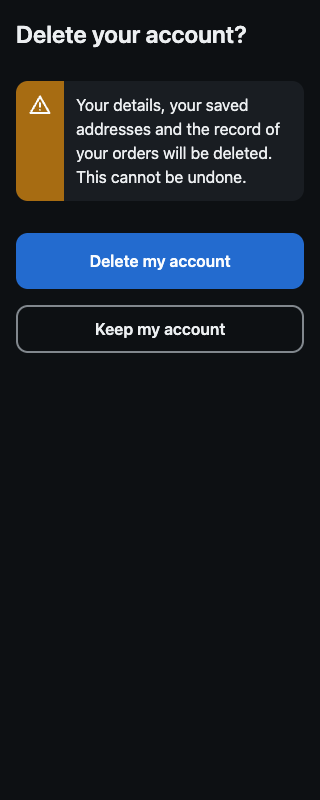 Delete your account?
Your details, your saved
addresses and the record of
your orders will be deleted.
This cannot be undone.
Delete my account
Keep my account